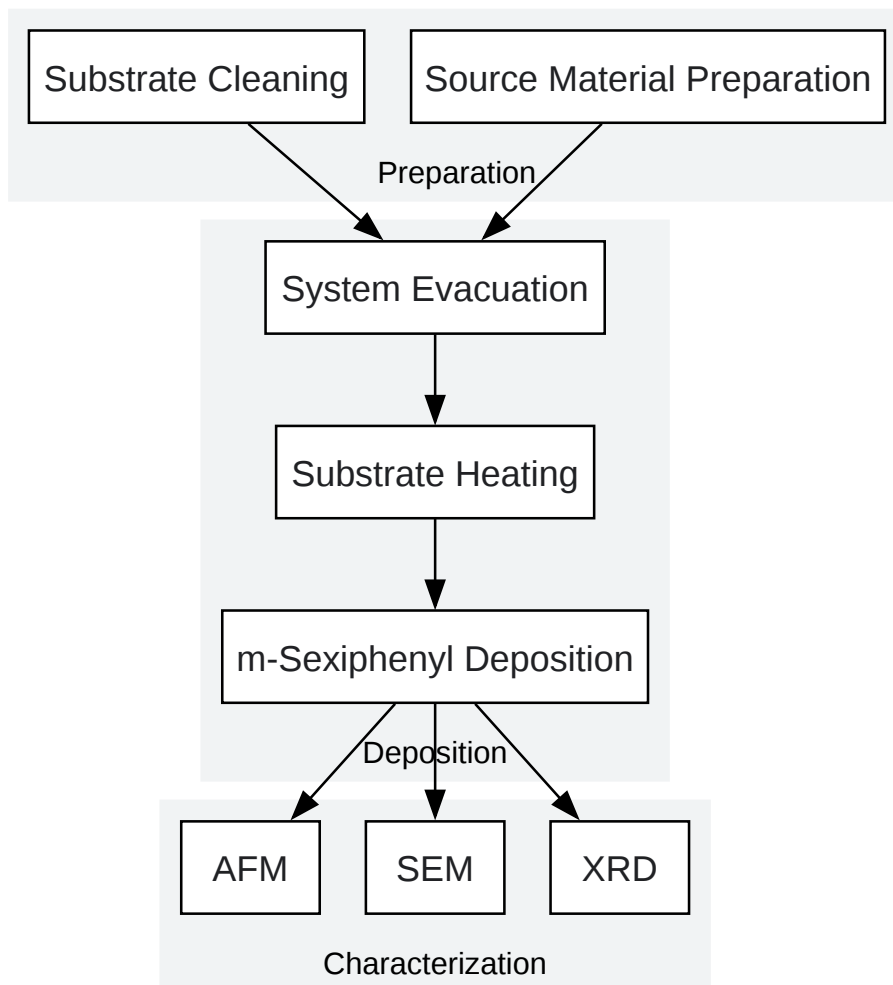 Substrate Cleaning
Source Material Preparation
Preparation
System Evacuation
Substrate Heating
m-Sexiphenyl Deposition
Deposition
AFM
SEM
XRD
Characterization